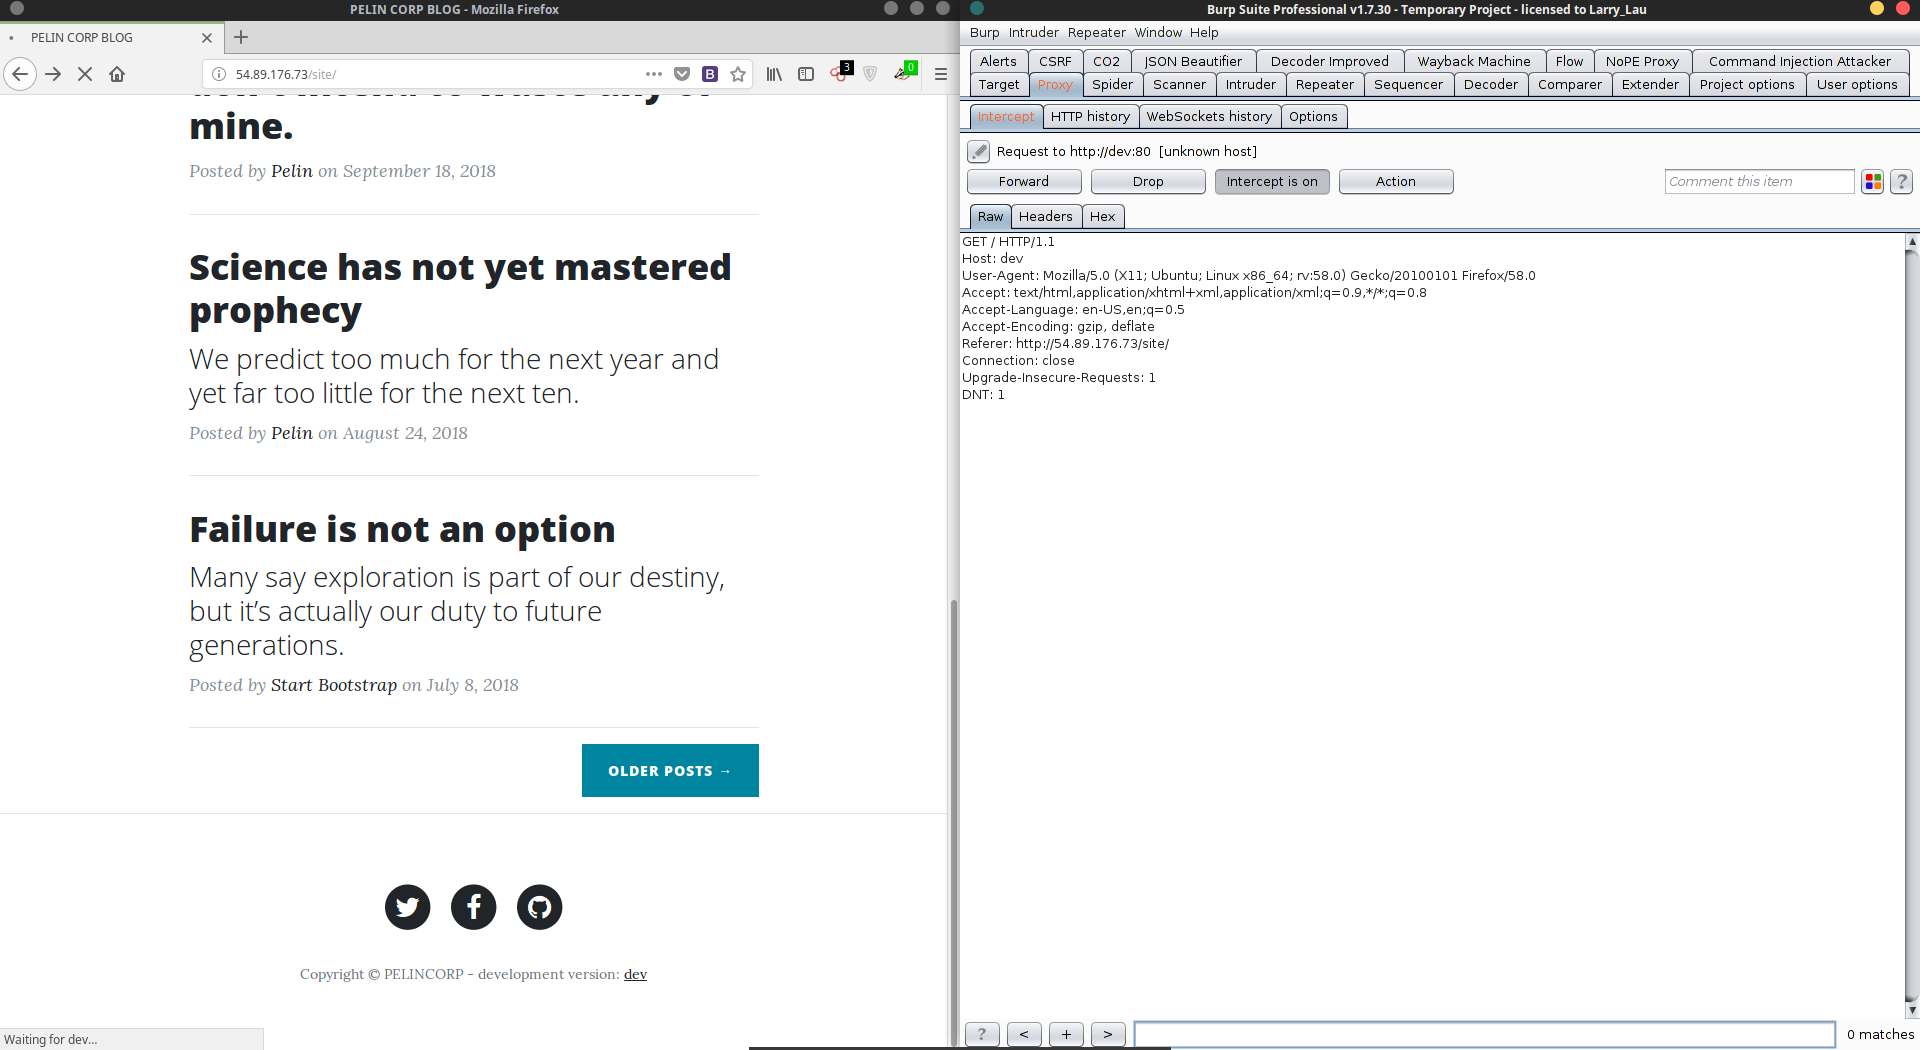 PELIN CORP BLOG - Mozilla Firefox
PELIN CORP BLOG
54.89.176.73/site/
3
0
mine.
Posted by Pelin on September 18, 2018
Science has not yet mastered
prophecy
We predict too much for the next year and
yet far too little for the next ten.
Posted by Pelin on August 24, 2018
Failure is not an option
Many say exploration is part of our destiny,
but it’s actually our duty to future
generations.
Posted by Start Bootstrap on July 8, 2018
OLDER POSTS →
Copyright © PELINCORP - development version: dev
Waiting for dev...
Burp Suite Professional v1.7.30 - Temporary Project - licensed to Larry_Lau
Burp Intruder Repeater Window Help
Alerts CSRF CO2 JSON Beautifier Decoder Improved Wayback Machine Flow NoPE Proxy Command Injection Attacker
Target Proxy Spider Scanner Intruder Repeater Sequencer Decoder Comparer Extender Project options User options
Intercept HTTP history WebSockets history Options
Request to http://dev:80 [unknown host]
Forward Drop Intercept is on Action Comment this item ?
Raw Headers Hex
GET / HTTP/1.1
Host: dev
User-Agent: Mozilla/5.0 (X11; Ubuntu; Linux x86_64; rv:58.0) Gecko/20100101 Firefox/58.0
Accept: text/html,application/xhtml+xml,application/xml;q=0.9,*/*;q=0.8
Accept-Language: en-US,en;q=0.5
Accept-Encoding: gzip, deflate
Referer: http://54.89.176.73/site/
Connection: close
Upgrade-Insecure-Requests: 1
DNT: 1
? < + > 0 matches